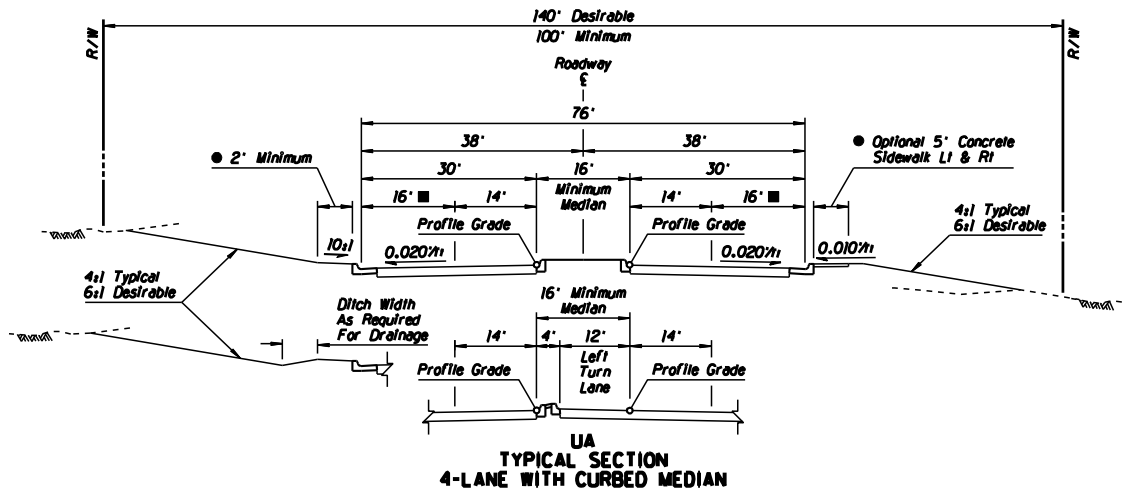 140' Desirable
100' Minimum
R/W
R/W
Roadway
℄
76'
38'
38'
● 2' Minimum
● Optional 5' Concrete
Sidewalk Lt & Rt
30'
16'
30'
Minimum
Median
16' ■
14'
14'
16' ■
Profile Grade
Profile Grade
4:1 Typical
6:1 Desirable
10:1
0.020'/ft
0.020'/ft
0.010'/ft
4:1 Typical
6:1 Desirable
16' Minimum
Median
Ditch Width
As Required
For Drainage
14'
4'
12'
14'
Left
Turn
Lane
Profile Grade
Profile Grade
UA
TYPICAL SECTION
4-LANE WITH CURBED MEDIAN